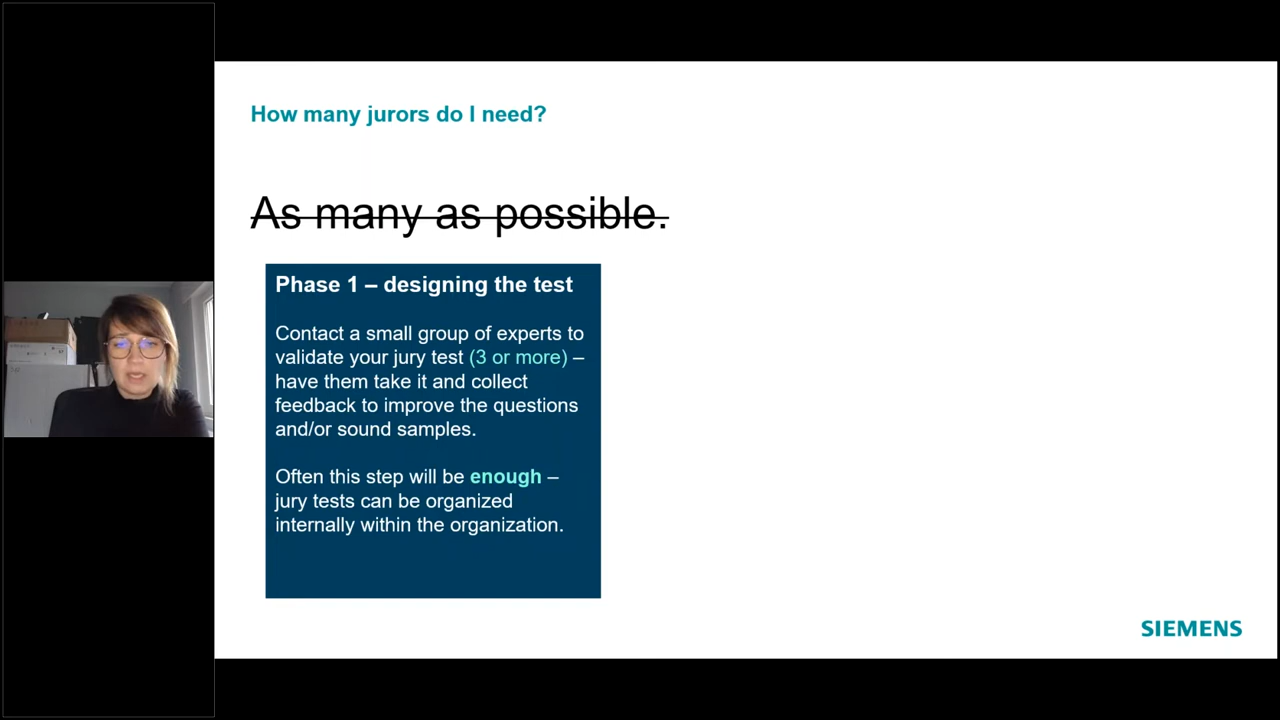 How many jurors do I need?
As many as possible.
Phase 1 – designing the test
Contact a small group of experts to
validate your jury test (3 or more) –
have them take it and collect
feedback to improve the questions
and/or sound samples.
Often this step will be enough –
jury tests can be organized
internally within the organization.
SIEMENS